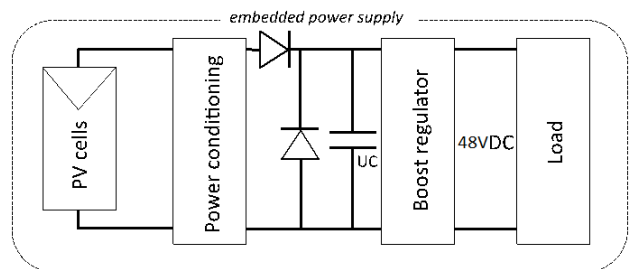 embedded power supply
PV cells
Power conditioning
UC
Boost regulator
48VDC
Load